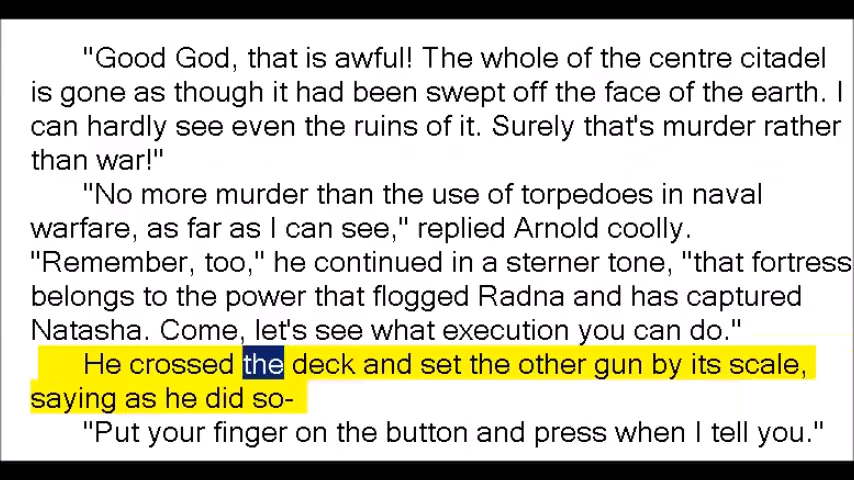 "Good God, that is awful! The whole of the centre citadel
is gone as though it had been swept off the face of the earth. I
can hardly see even the ruins of it. Surely that's murder rather
than war!"
"No more murder than the use of torpedoes in naval
warfare, as far as I can see," replied Arnold coolly.
"Remember, too," he continued in a sterner tone, "that fortress
belongs to the power that flogged Radna and has captured
Natasha. Come, let's see what execution you can do."
He crossed the deck and set the other gun by its scale,
saying as he did so-
"Put your finger on the button and press when I tell you."